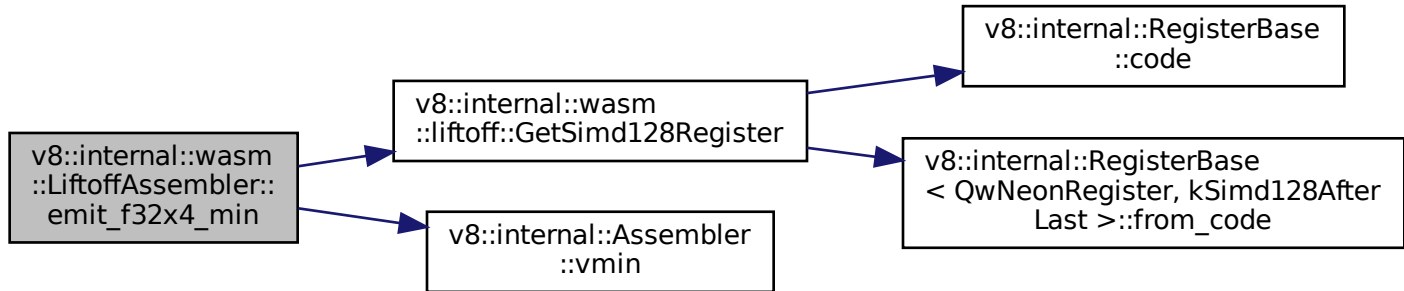 v8::internal::wasm
::LiftoffAssembler::
emit_f32x4_min
v8::internal::wasm
::liftoff::GetSimd128Register
v8::internal::RegisterBase
::code
v8::internal::RegisterBase
< QwNeonRegister, kSimd128After
Last >::from_code
v8::internal::Assembler
::vmin